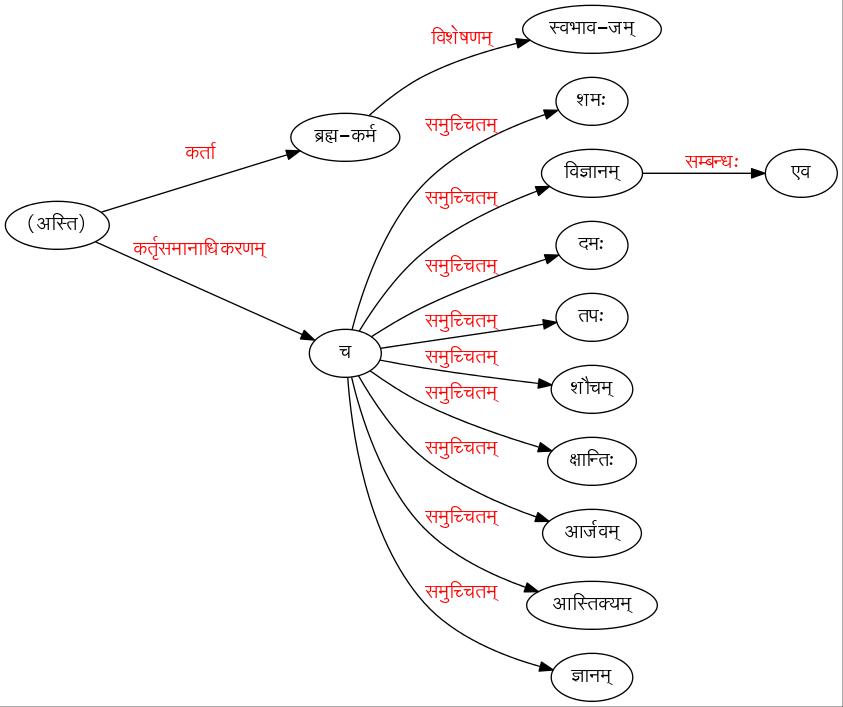 स्वभाव-जम्
विशेषणम्
शमः
समुच्चितम्
ब्रह्म-कर्म
कर्ता
विज्ञानम्
सम्बन्धः
एव
समुच्चितम्
(अस्ति)
कर्तृसमानाधिकरणम्
दमः
समुच्चितम्
तपः
समुच्चितम्
च
समुच्चितम्
शौचम्
समुच्चितम्
क्षान्तिः
समुच्चितम्
आर्जवम्
समुच्चितम्
आस्तिक्यम्
समुच्चितम्
ज्ञानम्